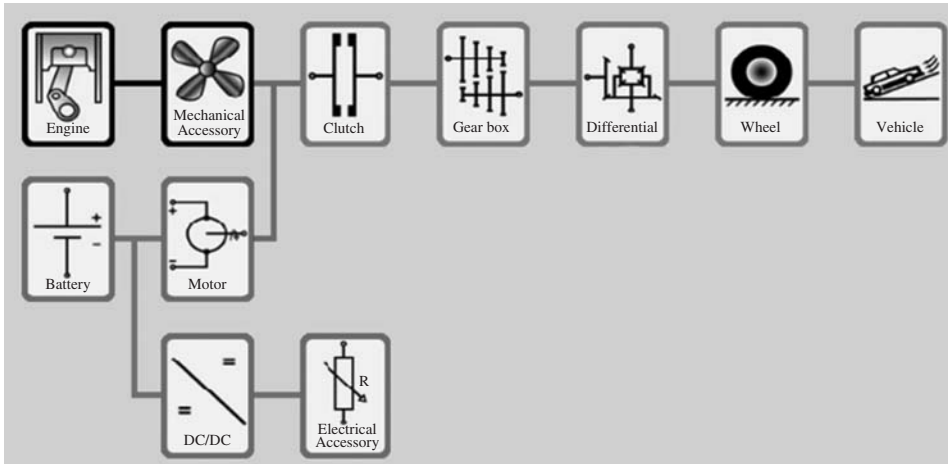 Engine
Mechanical
Accessory
Clutch
Gear box
Differential
Wheel
Vehicle
+
−
Battery
+
−
Motor
=
=
DC/DC
R
Electrical
Accessory